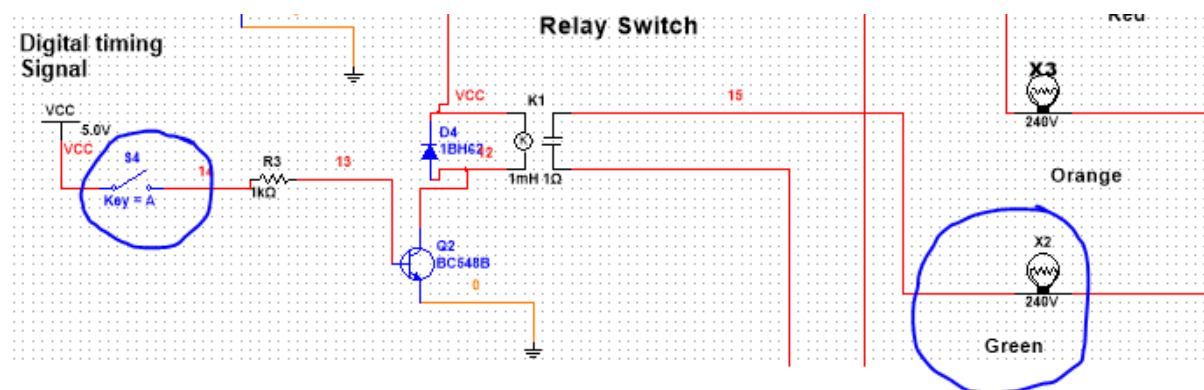 Relay Switch
Red
Digital timing
Signal
X3
240V
VCC
5.0V
VCC
S4
14
Key = A
R3
1kΩ
13
VCC
K1
15
D4
1BH62
12
K
1mH 1Ω
Orange
Q2
BC548B
0
X2
240V
Green